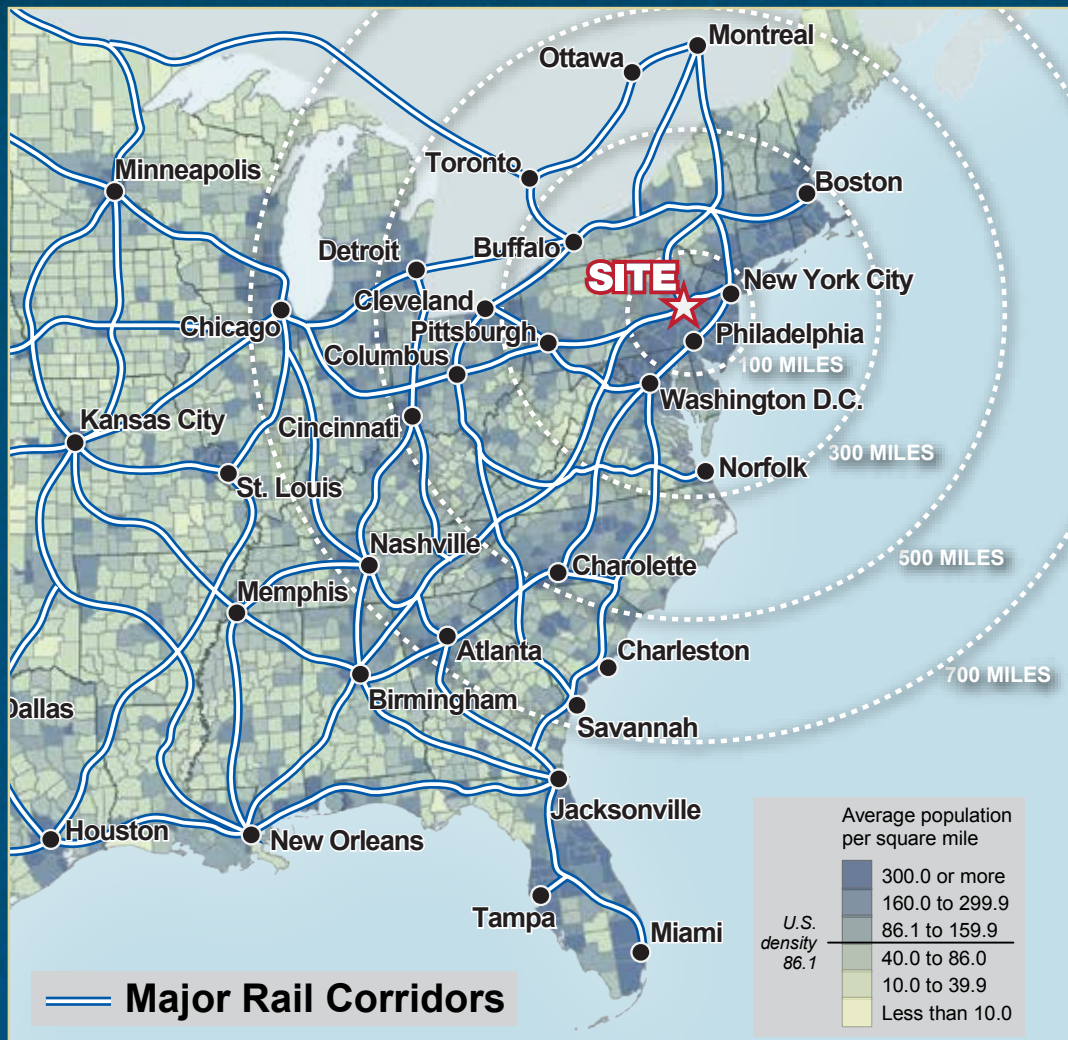 Montreal
Ottawa
Toronto
Minneapolis
Boston
Detroit
Buffalo
SITE
New York City
Cleveland
Chicago
Pittsburgh
Philadelphia
Columbus
100 MILES
Washington D.C.
Kansas City
Cincinnati
300 MILES
Norfolk
St. Louis
Nashville
500 MILES
Charolette
Memphis
Atlanta
Charleston
700 MILES
Birmingham
Dallas
Savannah
Jacksonville
Houston
New Orleans
Tampa
Miami
Average population
per square mile
300.0 or more
160.0 to 299.9
86.1 to 159.9
U.S.
density
86.1
40.0 to 86.0
10.0 to 39.9
Less than 10.0
Major Rail Corridors